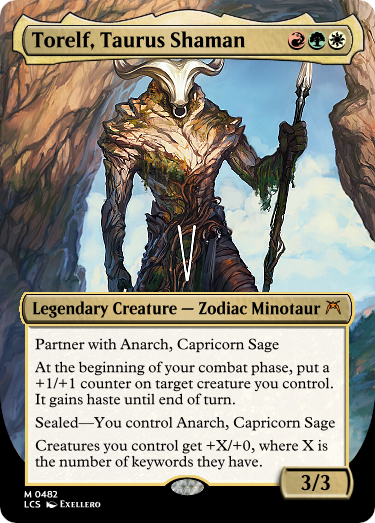 Torelf, Taurus Shaman
Legendary Creature — Zodiac Minotaur
Partner with Anarch, Capricorn Sage
At the beginning of your combat phase, put a
+1/+1 counter on target creature you control.
It gains haste until end of turn.
Sealed—You control Anarch, Capricorn Sage
Creatures you control get +X/+0, where X is
the number of keywords they have.
3/3
M 0482
LCS Exellero